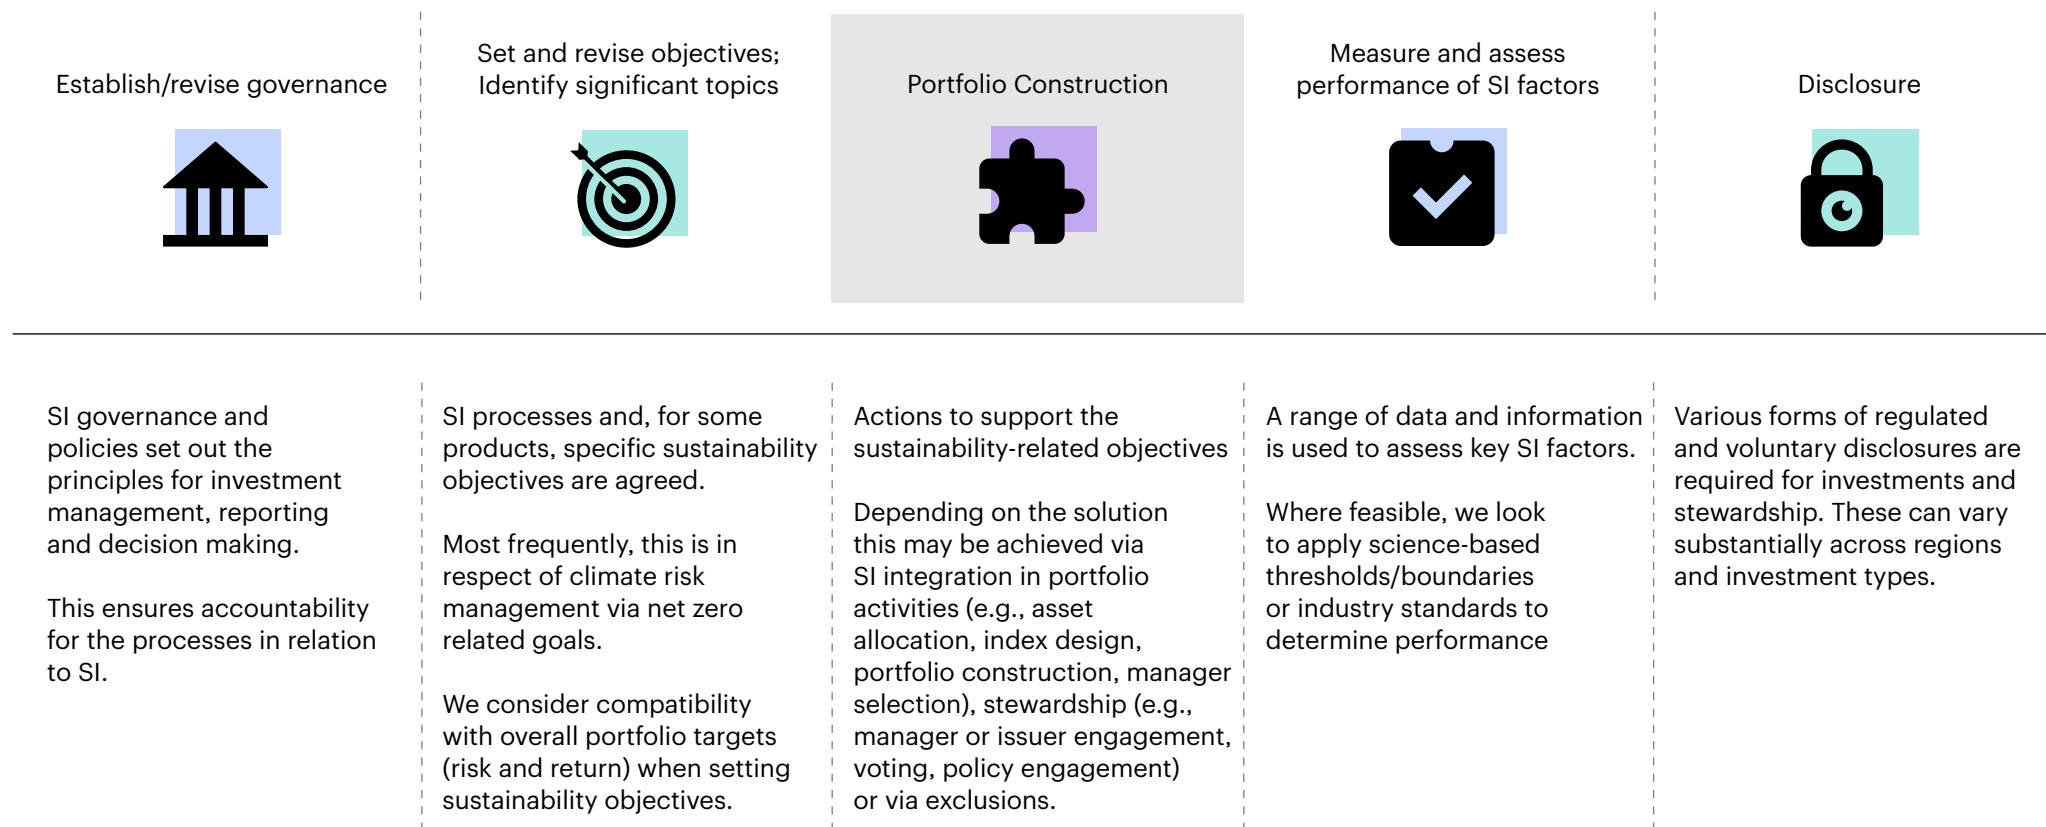 Establish/revise governance
Set and revise objectives;
Identify significant topics
Portfolio Construction
Measure and assess
performance of SI factors
Disclosure
SI governance and
policies set out the
principles for investment
management, reporting
and decision making.
This ensures accountability
for the processes in relation
to SI.
SI processes and, for some
products, specific sustainability
objectives are agreed.
Most frequently, this is in
respect of climate risk
management via net zero
related goals.
We consider compatibility
with overall portfolio targets
(risk and return) when setting
sustainability objectives.
Actions to support the
sustainability-related objectives
Depending on the solution
this may be achieved via
SI integration in portfolio
activities (e.g., asset
allocation, index design,
portfolio construction, manager
selection), stewardship (e.g.,
manager or issuer engagement,
voting, policy engagement)
or via exclusions.
A range of data and information
is used to assess key SI factors.
Where feasible, we look
to apply science-based
thresholds/boundaries
or industry standards to
determine performance
Various forms of regulated
and voluntary disclosures are
required for investments and
stewardship. These can vary
substantially across regions
and investment types.